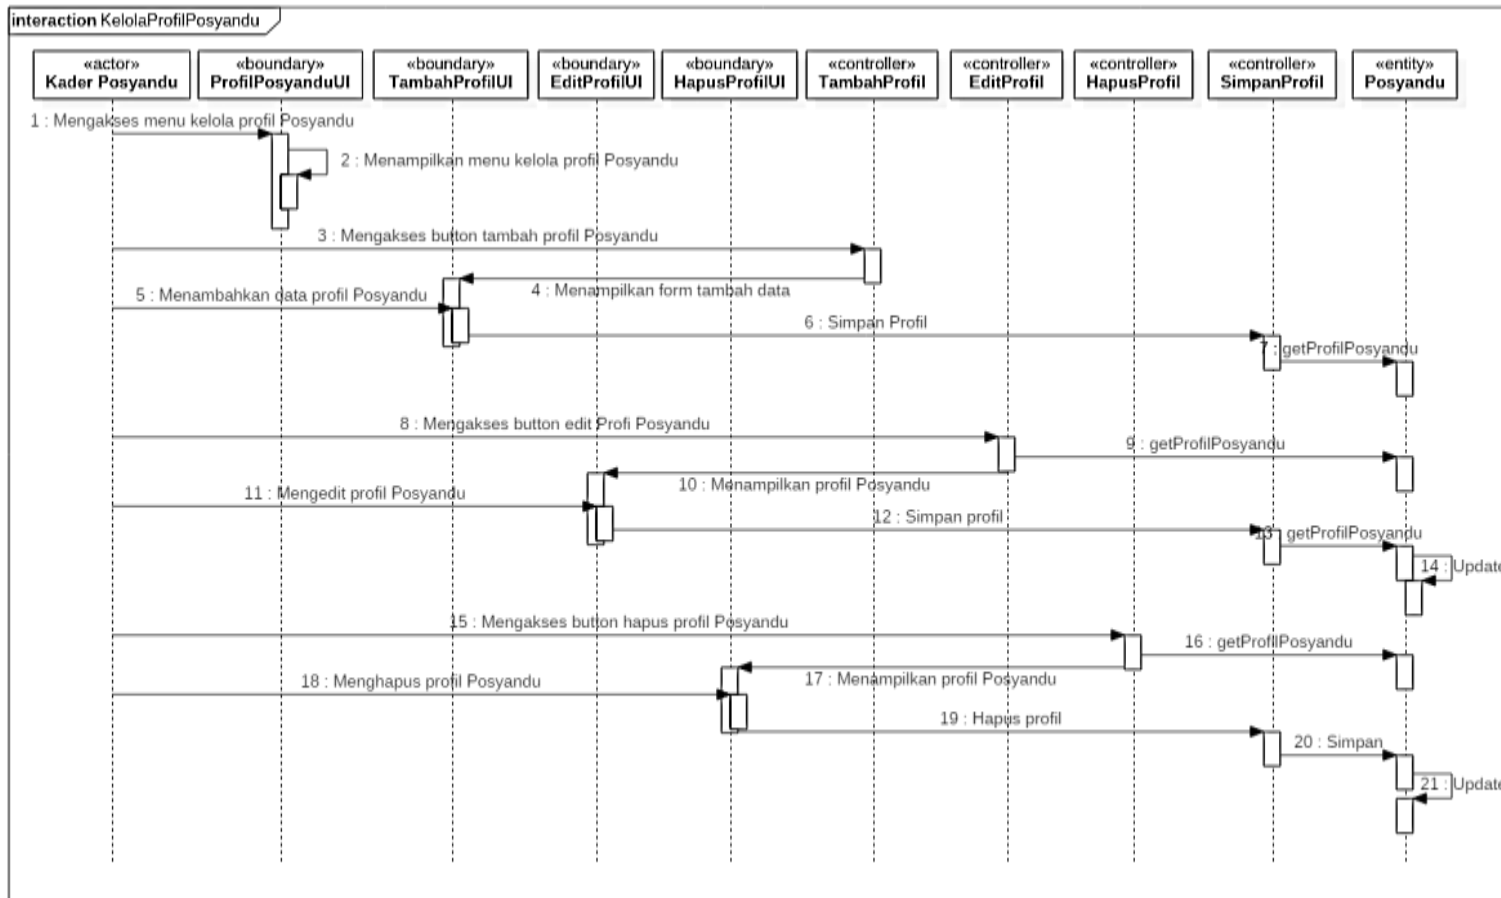 interaction KelolaProfilPosyandu
«actor»
Kader Posyandu
«boundary»
ProfilPosyanduUI
«boundary»
TambahProfilUI
«boundary»
EditProfilUI
«boundary»
HapusProfilUI
«controller»
TambahProfil
«controller»
EditProfil
«controller»
HapusProfil
«controller»
SimpanProfil
«entity»
Posyandu
1 : Mengakses menu kelola profil Posyandu
2 : Menampilkan menu kelola profil Posyandu
3 : Mengakses button tambah profil Posyandu
4 : Menampilkan form tambah data
5 : Menambahkan data profil Posyandu
6 : Simpan Profil
7 : getProfilPosyandu
8 : Mengakses button edit Profi Posyandu
9 : getProfilPosyandu
10 : Menampilkan profil Posyandu
11 : Mengedit profil Posyandu
12 : Simpan profil
13 : getProfilPosyandu
14 : Update
15 : Mengakses button hapus profil Posyandu
16 : getProfilPosyandu
17 : Menampilkan profil Posyandu
18 : Menghapus profil Posyandu
19 : Hapus profil
20 : Simpan
21 : Update